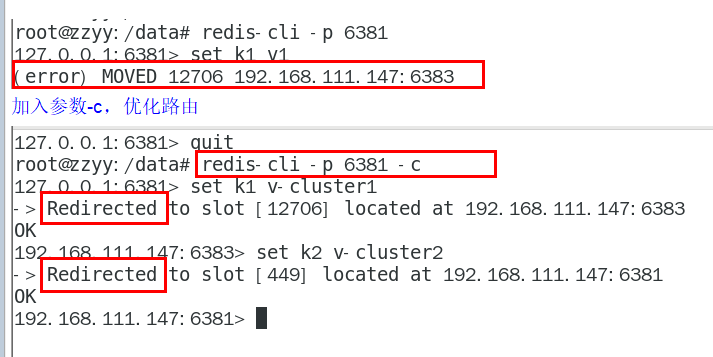 root@zzyy:/data# redis-cli -p 6381
127.0.0.1:6381> set k1 v1
(error) MOVED 12706 192.168.111.147:6383
加入参数-c，优化路由
127.0.0.1:6381> quit
root@zzyy:/data# redis-cli -p 6381 -c
127.0.0.1:6381> set k1 v-cluster1
-> Redirected to slot [12706] located at 192.168.111.147:6383
OK
192.168.111.147:6383> set k2 v-cluster2
-> Redirected to slot [449] located at 192.168.111.147:6381
OK
192.168.111.147:6381>